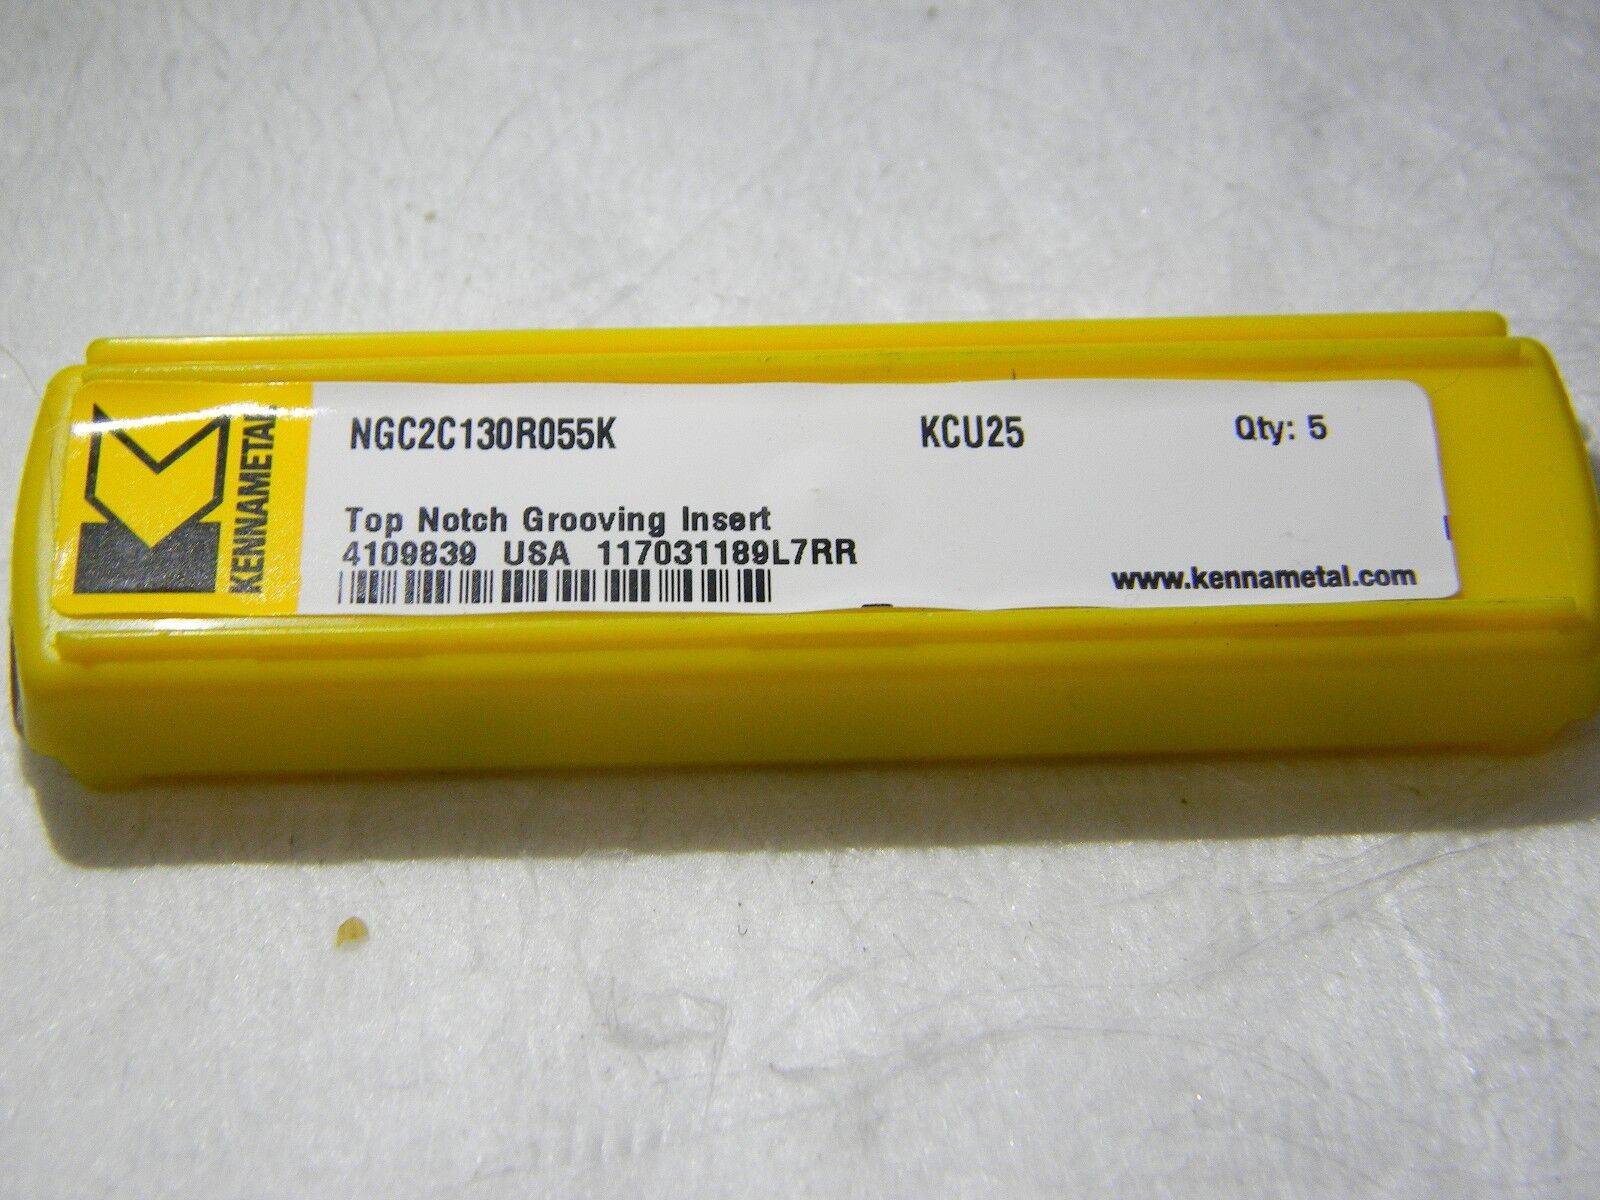 KENNAMETAL
NGC2C130R055K KCU25 Qty: 5
Top Notch Grooving Insert
4109839 USA 117031189L7RR
www.kennametal.com